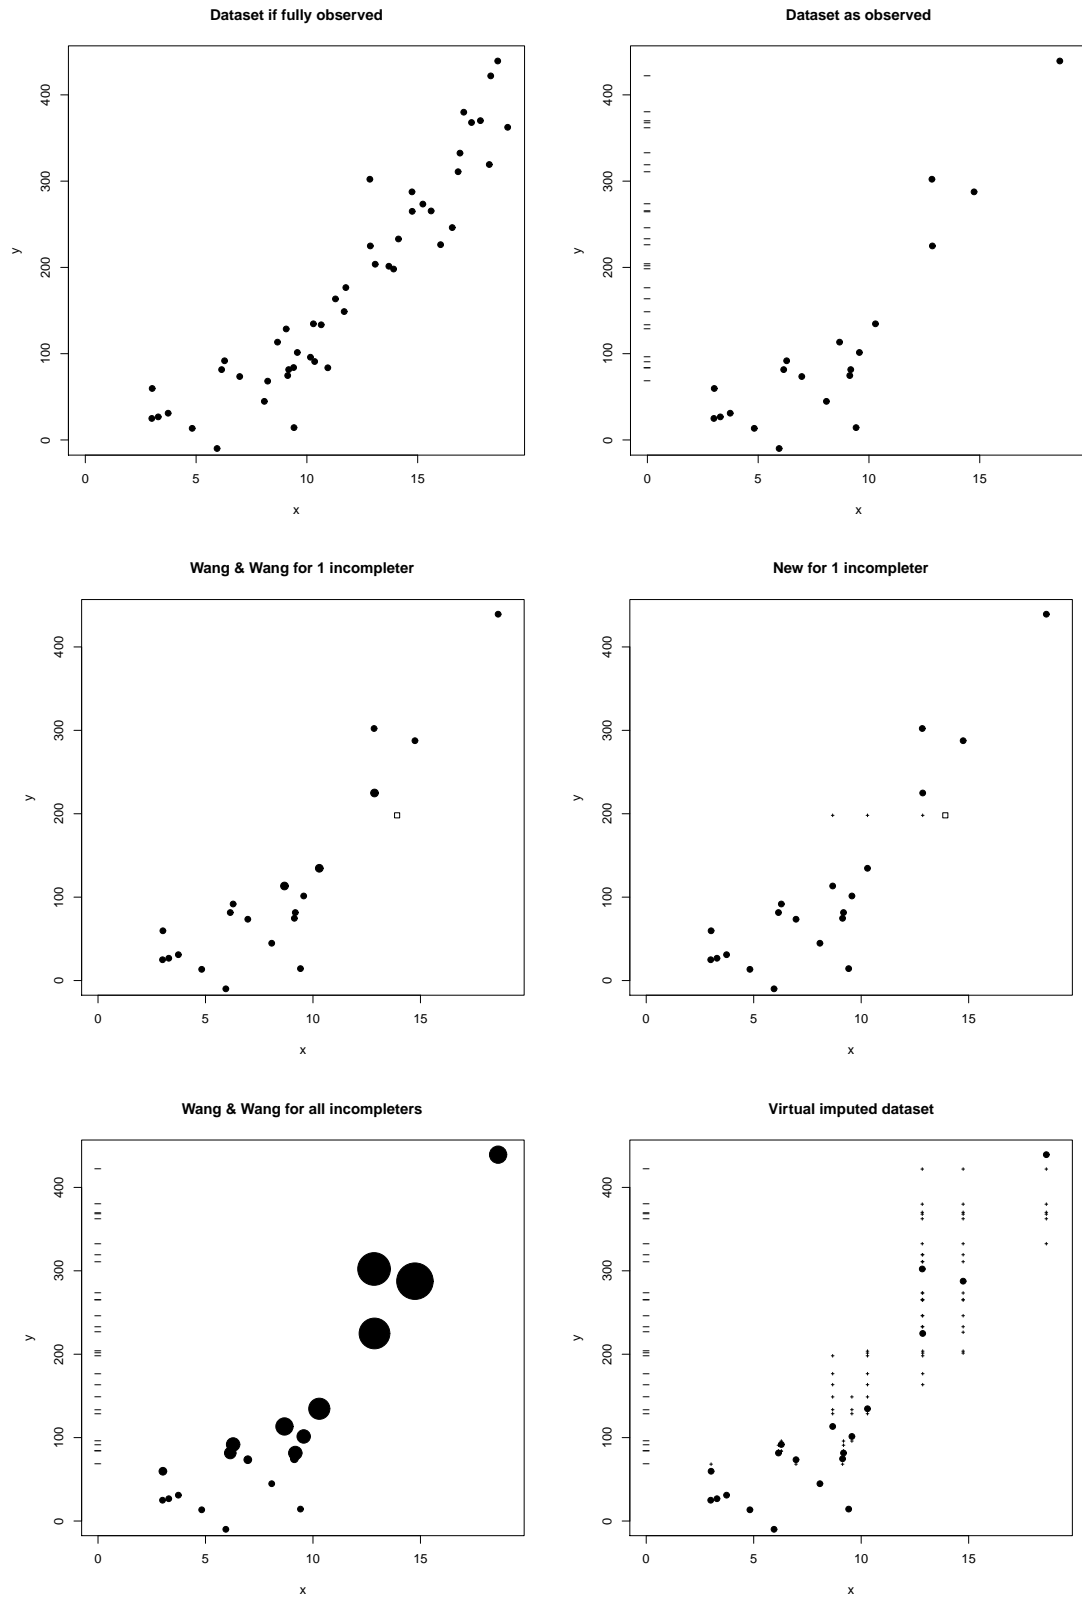 Dataset if fully observed
y
400
300
200
100
0
0 5 10 15
x
Dataset as observed
y
400
300
200
100
0
0 5 10 15
x
Wang & Wang for 1 incompleter
y
400
300
200
100
0
0 5 10 15
x
New for 1 incompleter
y
400
300
200
100
0
0 5 10 15
x
Wang & Wang for all incompleters
y
400
300
200
100
0
0 5 10 15
x
Virtual imputed dataset
y
400
300
200
100
0
0 5 10 15
x